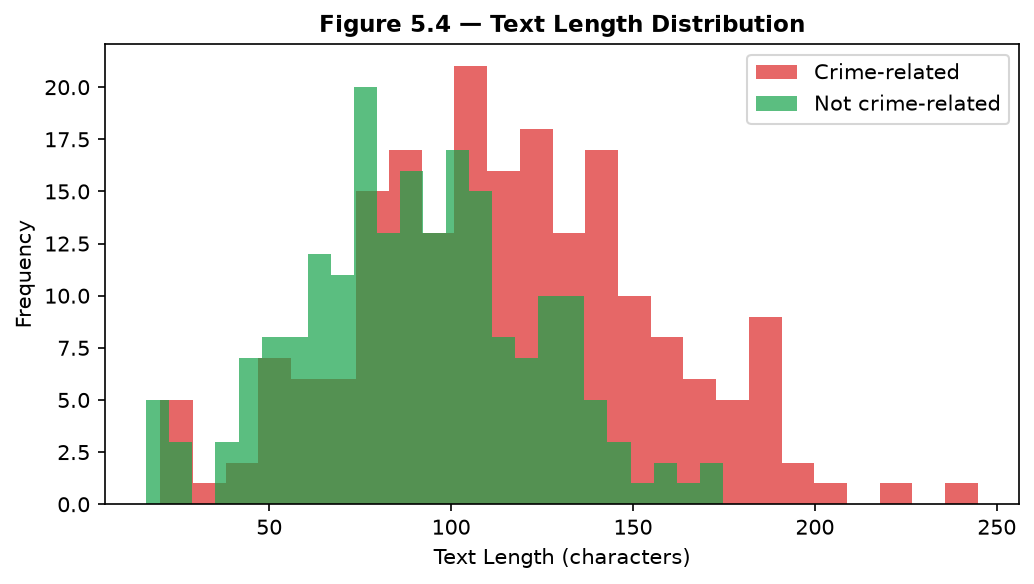 Figure 5.4 — Text Length Distribution
Crime-related
Not crime-related
20.0
17.5
15.0
12.5
10.0
7.5
5.0
2.5
0.0
Frequency
50
100
150
200
250
Text Length (characters)